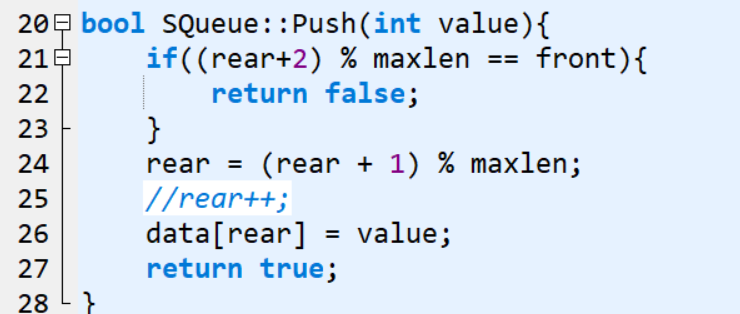 20 bool SQueue::Push(int value){
21     if((rear+2) % maxlen == front){
22         return false;
23     }
24     rear = (rear + 1) % maxlen;
25     //rear++;
26     data[rear] = value;
27     return true;
28 }